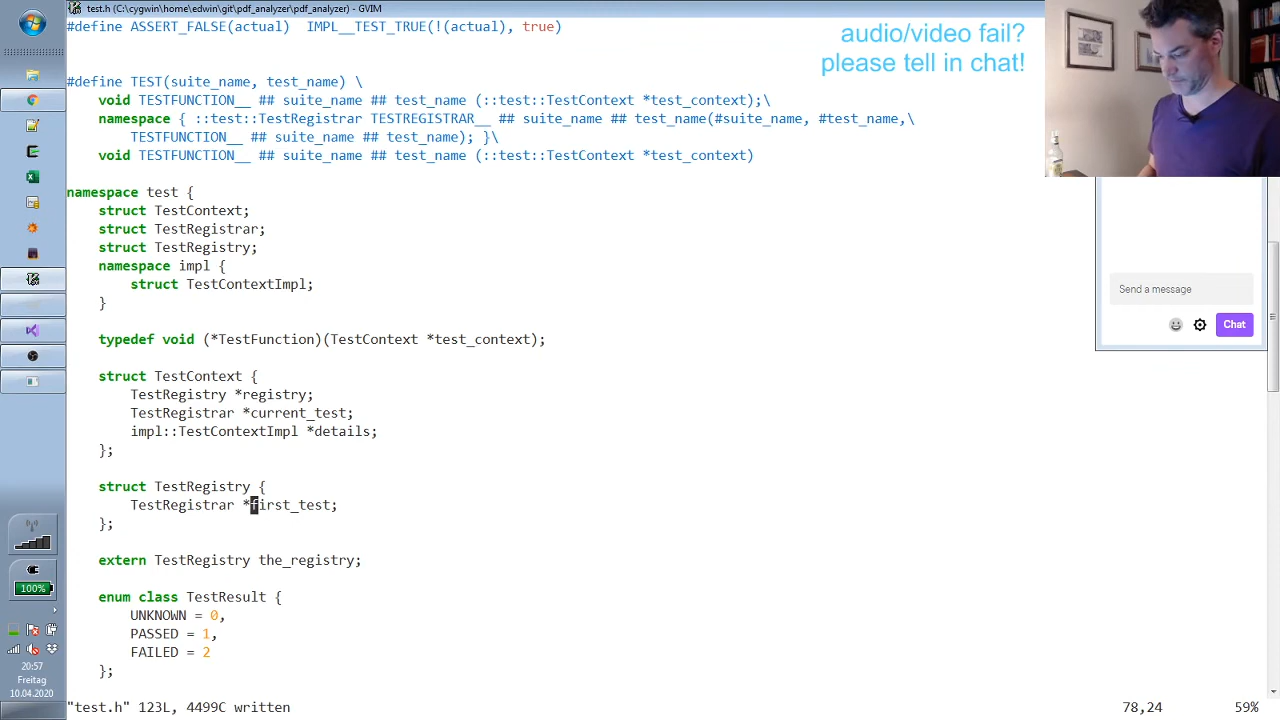 test.h (C:\cygwin\home\edwin\git\pdf_analyzer\pdf_analyzer) - GVIM
#define ASSERT_FALSE(actual)  IMPL__TEST_TRUE(!(actual), true)
audio/video fail?
please tell in chat!
#define TEST(suite_name, test_name) \
    void TESTFUNCTION__ ## suite_name ## test_name (::test::TestContext *test_context);\
    namespace { ::test::TestRegistrar TESTREGISTRAR__ ## suite_name ## test_name(#suite_name, #test_name,\
        TESTFUNCTION__ ## suite_name ## test_name); }\
    void TESTFUNCTION__ ## suite_name ## test_name (::test::TestContext *test_context)
namespace test {
    struct TestContext;
    struct TestRegistrar;
    struct TestRegistry;
    namespace impl {
        struct TestContextImpl;
    }
    typedef void (*TestFunction)(TestContext *test_context);
    struct TestContext {
        TestRegistry *registry;
        TestRegistrar *current_test;
        impl::TestContextImpl *details;
    };
    struct TestRegistry {
        TestRegistrar *first_test;
    };
    extern TestRegistry the_registry;
    enum class TestResult {
        UNKNOWN = 0,
        PASSED = 1,
        FAILED = 2
    };
"test.h" 123L, 4499C written
78,24
59%
Send a message
Chat
100%
20:57
Freitag
10.04.2020